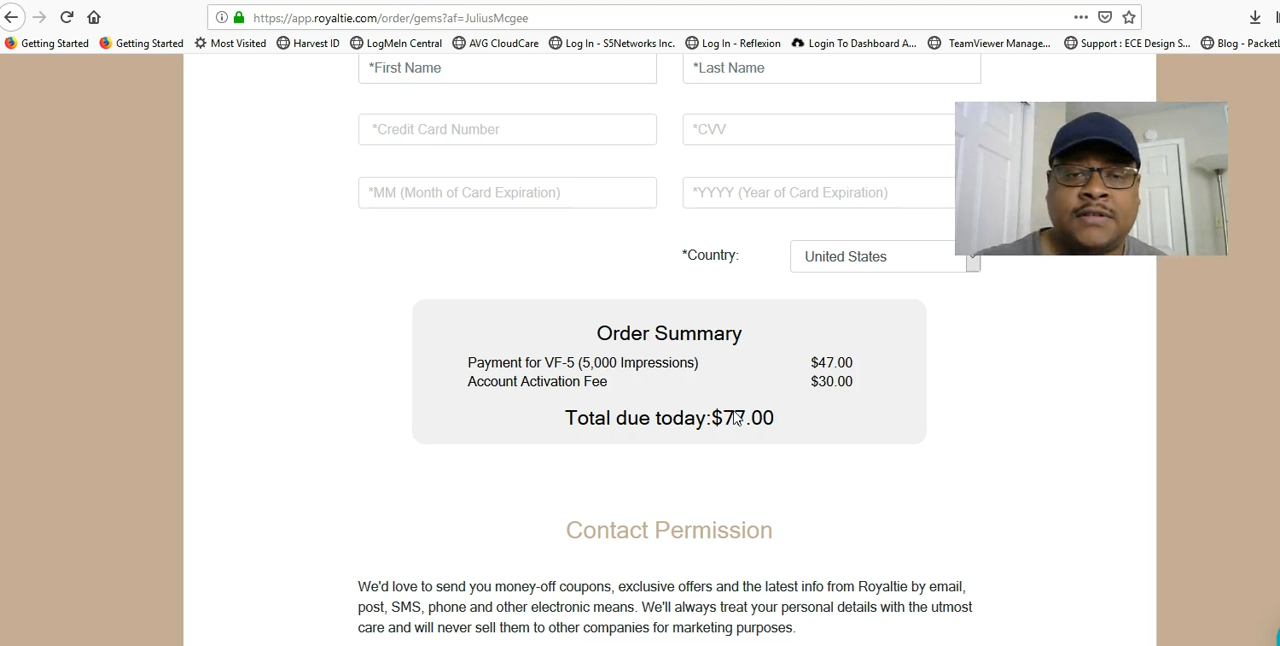 https://app.royaltie.com/order/gems?af=JuliusMcgee
Getting Started Getting Started Most Visited Harvest ID LogMeIn Central AVG CloudCare Log In - S5Networks Inc. Log In - Reflexion Login To Dashboard A... TeamViewer Manage... Support : ECE Design S... Blog - PacketL
*First Name *Last Name
*Credit Card Number *CVV
*MM (Month of Card Expiration) *YYYY (Year of Card Expiration)
*Country: United States
Order Summary
Payment for VF-5 (5,000 Impressions) $47.00
Account Activation Fee $30.00
Total due today:$77.00
Contact Permission
We'd love to send you money-off coupons, exclusive offers and the latest info from Royaltie by email,
post, SMS, phone and other electronic means. We'll always treat your personal details with the utmost
care and will never sell them to other companies for marketing purposes.